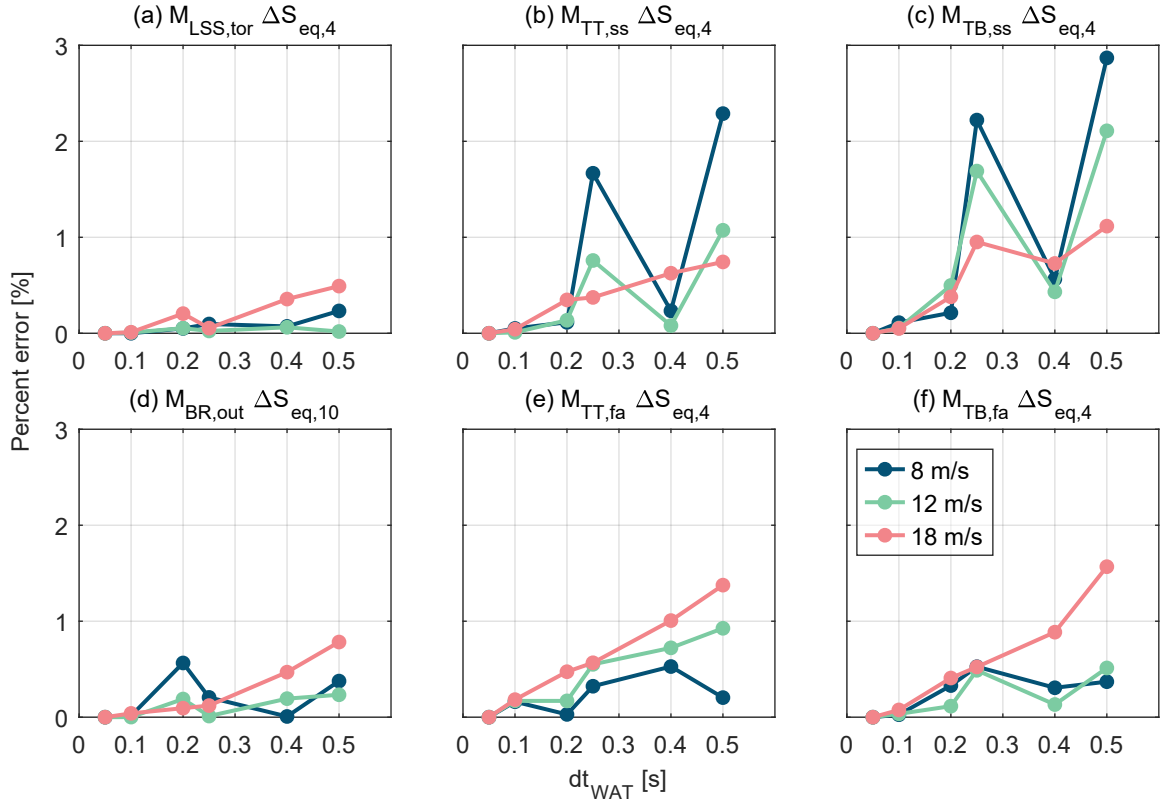 (a) M_LSS,tor ΔS_eq,4
(b) M_TT,ss ΔS_eq,4
(c) M_TB,ss ΔS_eq,4
3
2
1
0
0 0.1 0.2 0.3 0.4 0.5
0 0.1 0.2 0.3 0.4 0.5
0 0.1 0.2 0.3 0.4 0.5
Percent error [%]
(d) M_BR,out ΔS_eq,10
(e) M_TT,fa ΔS_eq,4
(f) M_TB,fa ΔS_eq,4
3
2
1
0
8 m/s
12 m/s
18 m/s
0 0.1 0.2 0.3 0.4 0.5
0 0.1 0.2 0.3 0.4 0.5
0 0.1 0.2 0.3 0.4 0.5
dt_WAT [s]